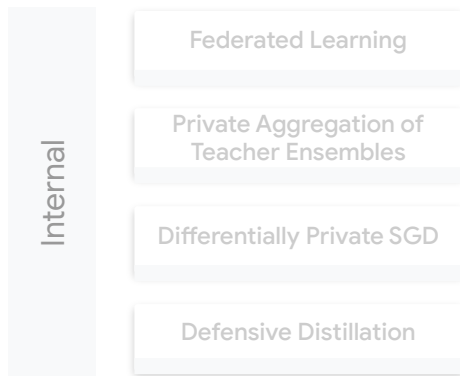 Internal
Federated Learning
Private Aggregation of
Teacher Ensembles
Differentially Private SGD
Defensive Distillation